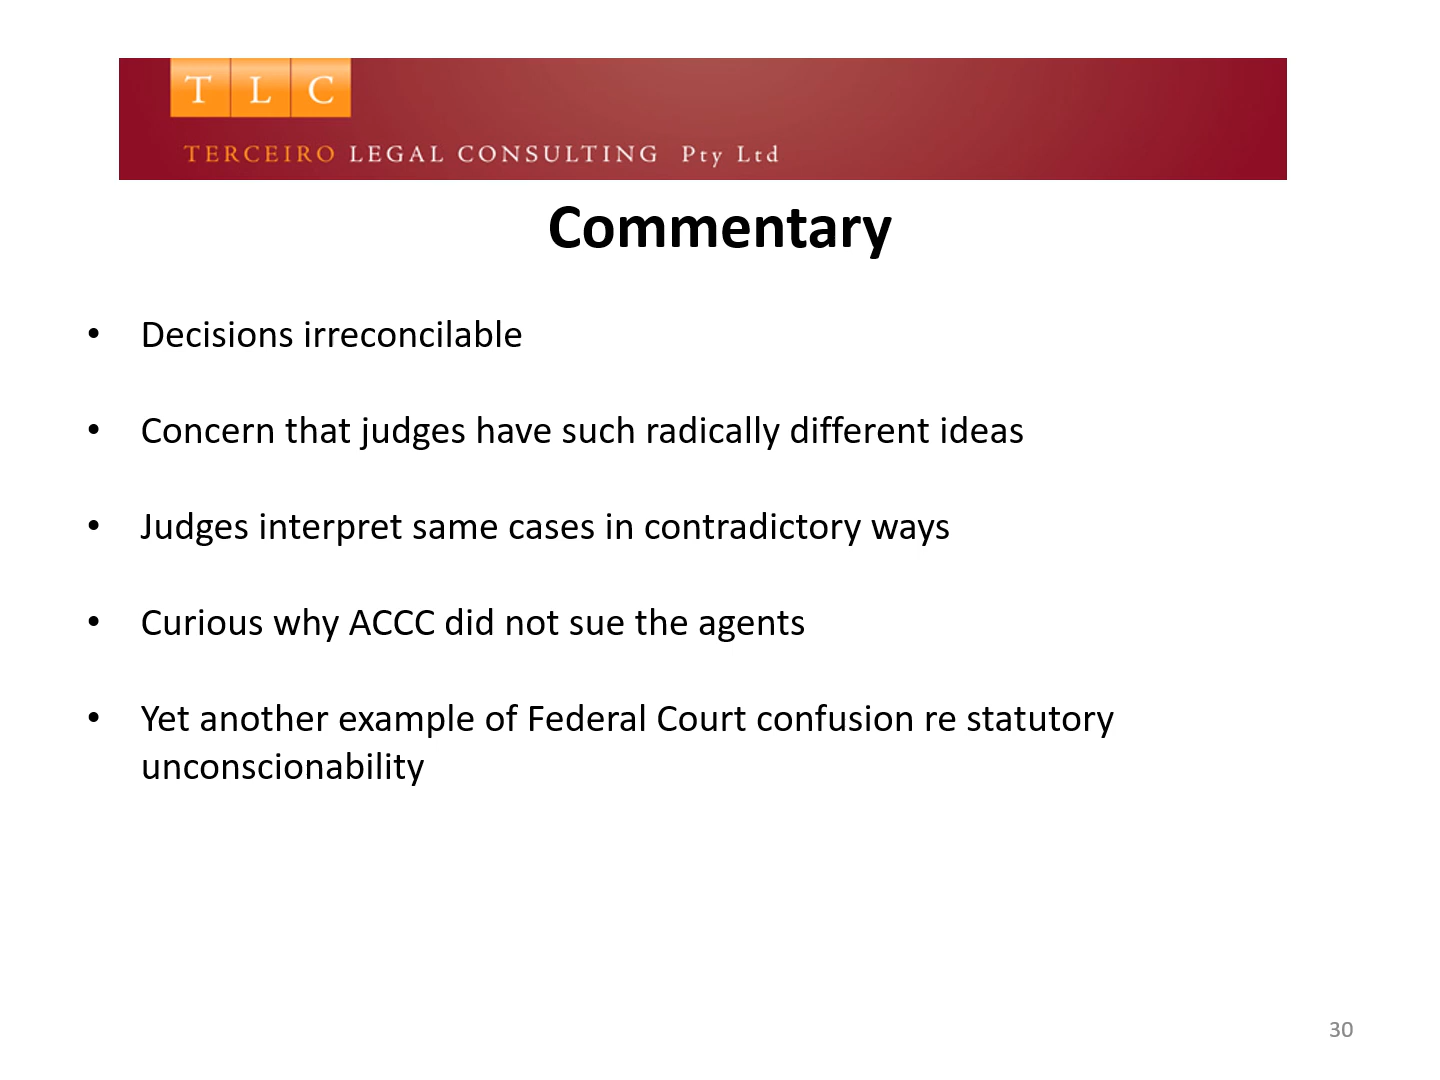 T L C
TERCEIRO LEGAL CONSULTING Pty Ltd
Commentary
• Decisions irreconcilable
• Concern that judges have such radically different ideas
• Judges interpret same cases in contradictory ways
• Curious why ACCC did not sue the agents
• Yet another example of Federal Court confusion re statutory
unconscionability
30